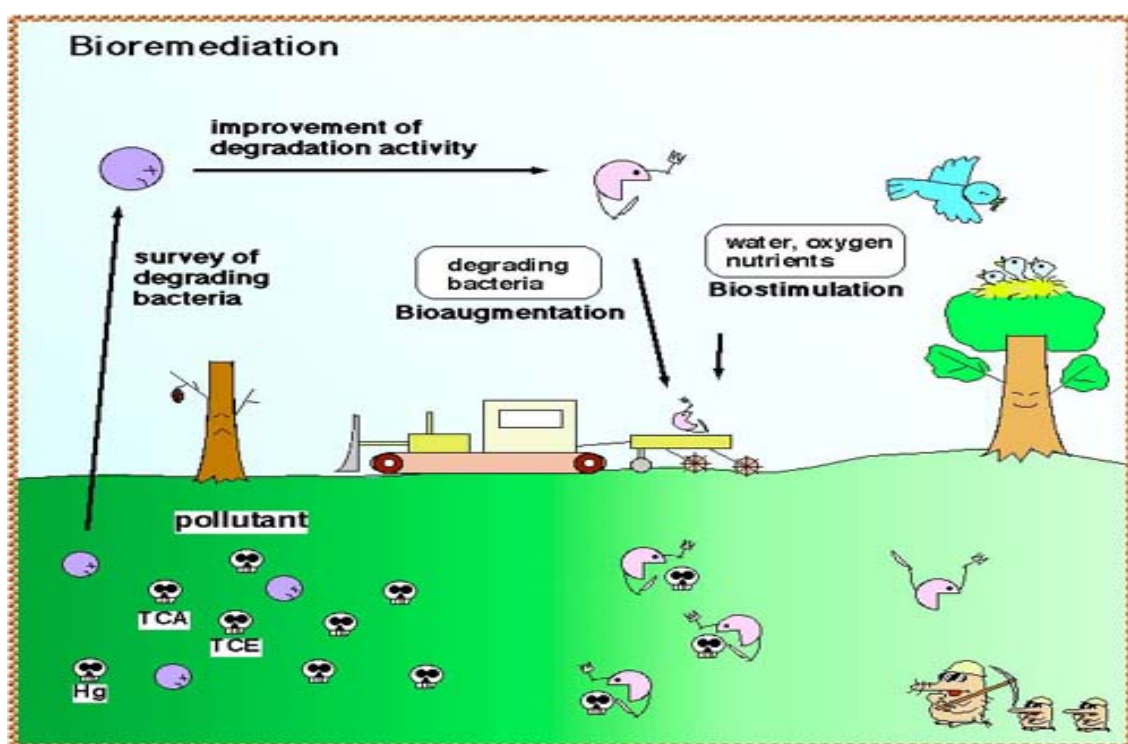 Bioremediation
improvement of
degradation activity
survey of
degrading
bacteria
degrading
bacteria
Bioaugmentation
water, oxygen
nutrients
Biostimulation
pollutant
TCA
TCE
Hg